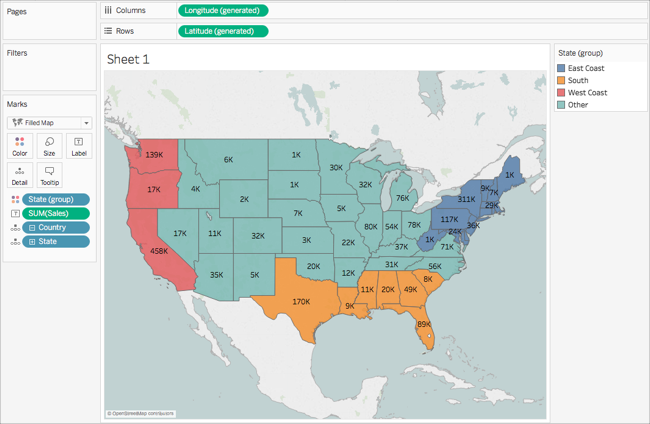 Pages
iii Columns
Longitude (generated)
Rows
Latitude (generated)
Filters
Marks
Filled Map
Color
Size
Label
Detail
Tooltip
State (group)
SUM(Sales)
Country
State
Sheet 1
139K
6K
1K
30K
1K
17K
4K
1K
32K
76K
311K
9K
7K
29K
2K
5K
7K
117K
36K
17K
11K
32K
3K
80K
54K
78K
1K
24K
71K
458K
22K
37K
35K
5K
20K
12K
31K
56K
8K
170K
9K
11K
20K
49K
89K
© OpenStreetMap contributors
State (group)
East Coast
South
West Coast
Other